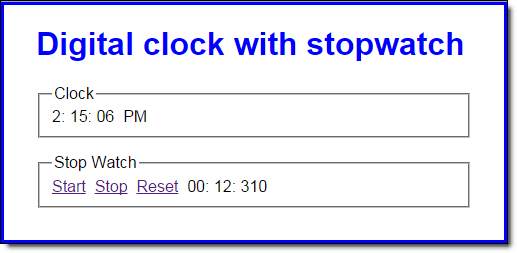 Digital clock with stopwatch
Clock
2: 15: 06 PM
Stop Watch
Start Stop Reset 00: 12: 310